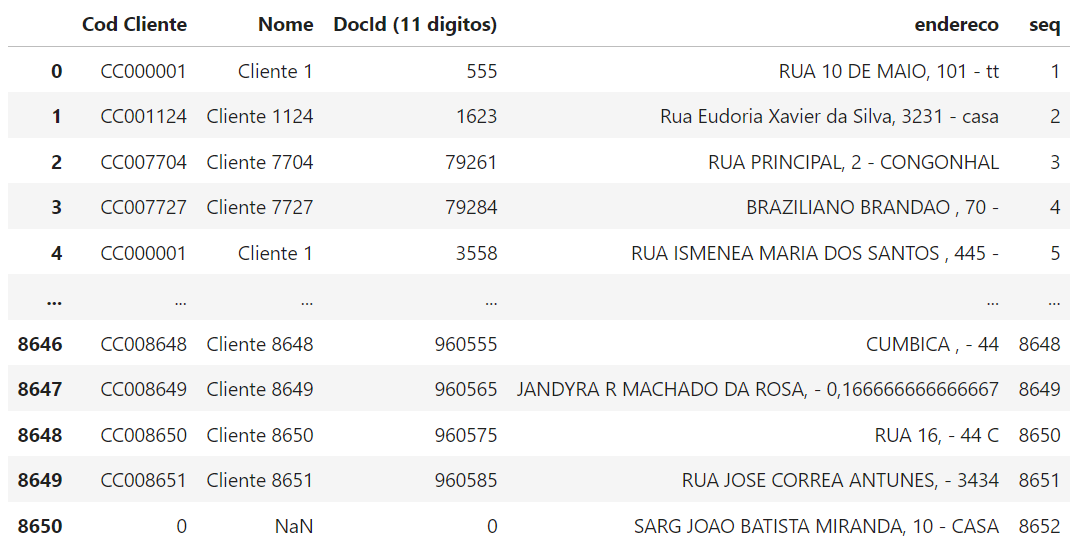 Cod Cliente Nome DocId (11 digitos) endereco seq
0 CC000001 Cliente 1 555 RUA 10 DE MAIO, 101 - tt 1
1 CC001124 Cliente 1124 1623 Rua Eudoria Xavier da Silva, 3231 - casa 2
2 CC007704 Cliente 7704 79261 RUA PRINCIPAL, 2 - CONGONHAL 3
3 CC007727 Cliente 7727 79284 BRAZILIANO BRANDAO , 70 - 4
4 CC000001 Cliente 1 3558 RUA ISMENEA MARIA DOS SANTOS , 445 - 5
... ... ... ... ... ...
8646 CC008648 Cliente 8648 960555 CUMBICA , - 44 8648
8647 CC008649 Cliente 8649 960565 JANDYRA R MACHADO DA ROSA, - 0,166666666666667 8649
8648 CC008650 Cliente 8650 960575 RUA 16, - 44 C 8650
8649 CC008651 Cliente 8651 960585 RUA JOSE CORREA ANTUNES, - 3434 8651
8650 0 NaN 0 SARG JOAO BATISTA MIRANDA, 10 - CASA 8652